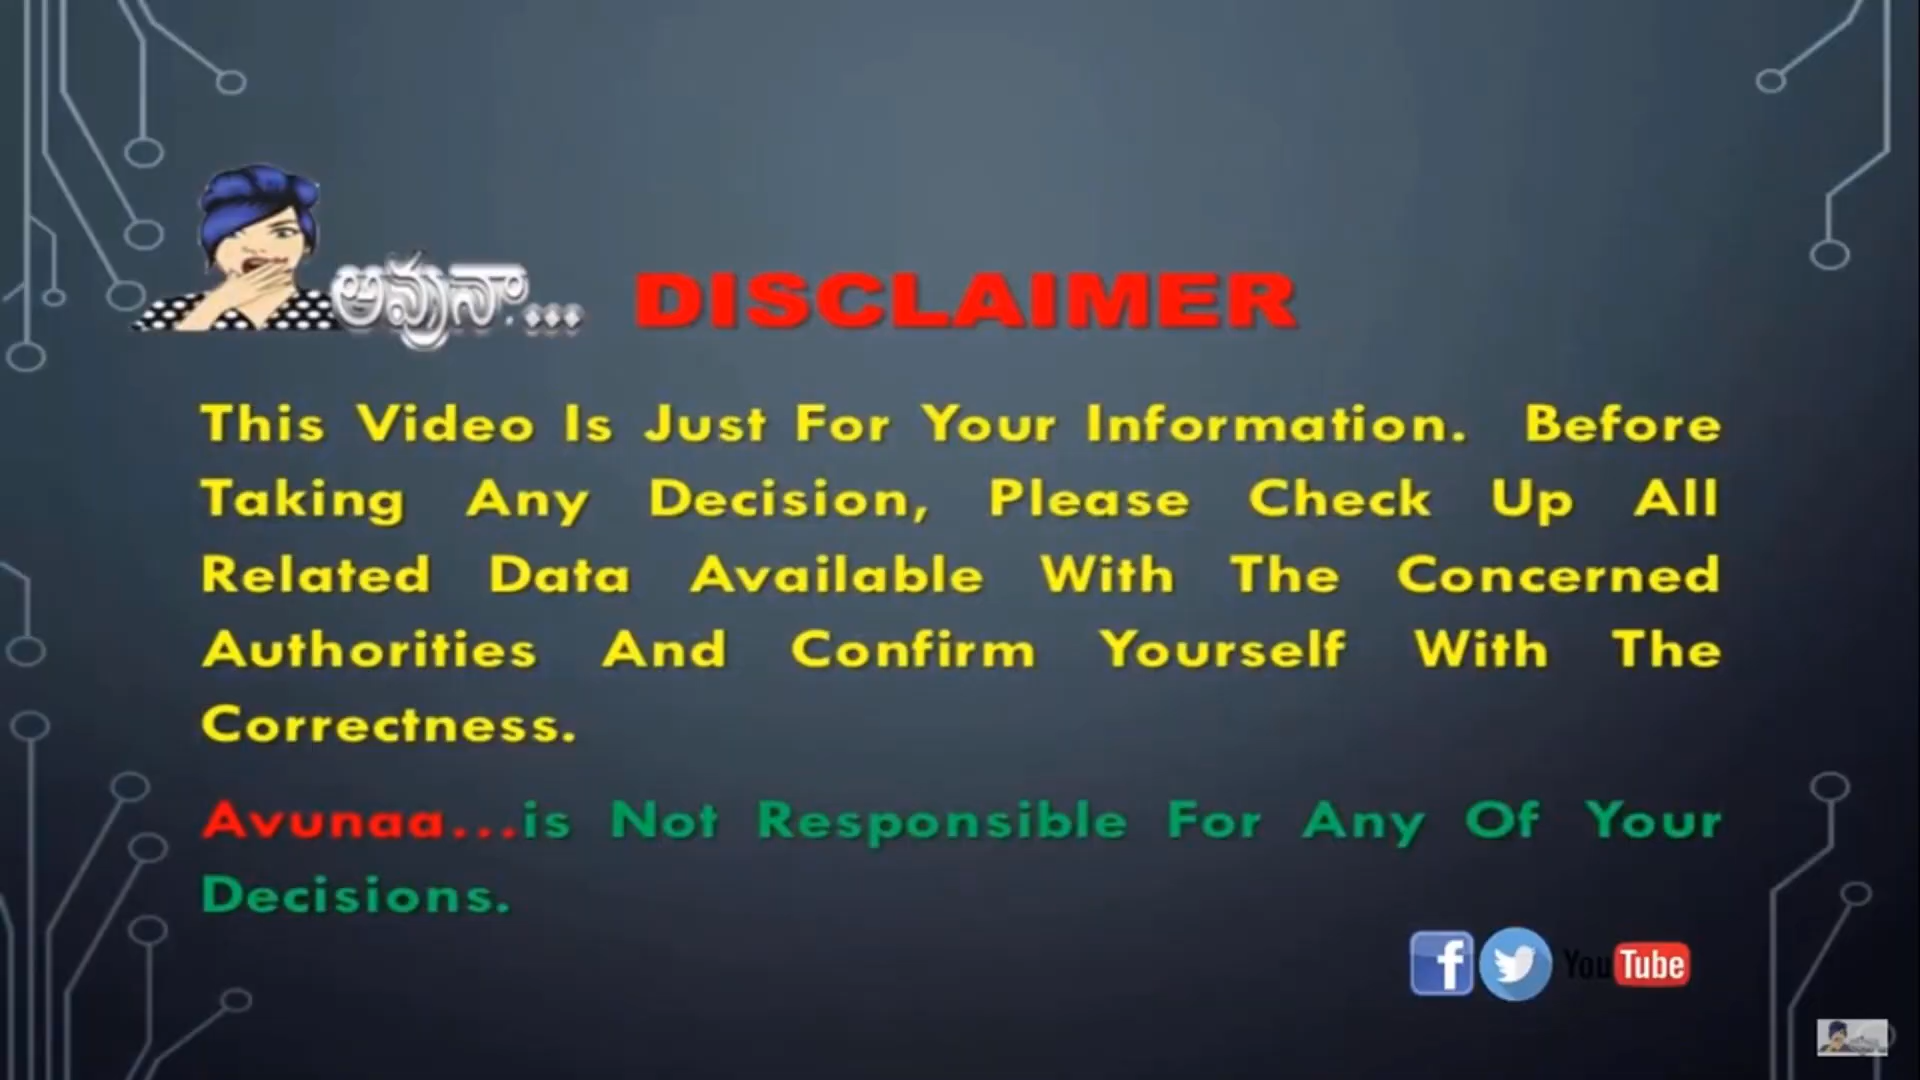 అవునా...
DISCLAIMER
This Video Is Just For Your Information. Before
Taking Any Decision, Please Check Up All
Related Data Available With The Concerned
Authorities And Confirm Yourself With The
Correctness.
Avunaa...is Not Responsible For Any Of Your
Decisions.
f YouTube